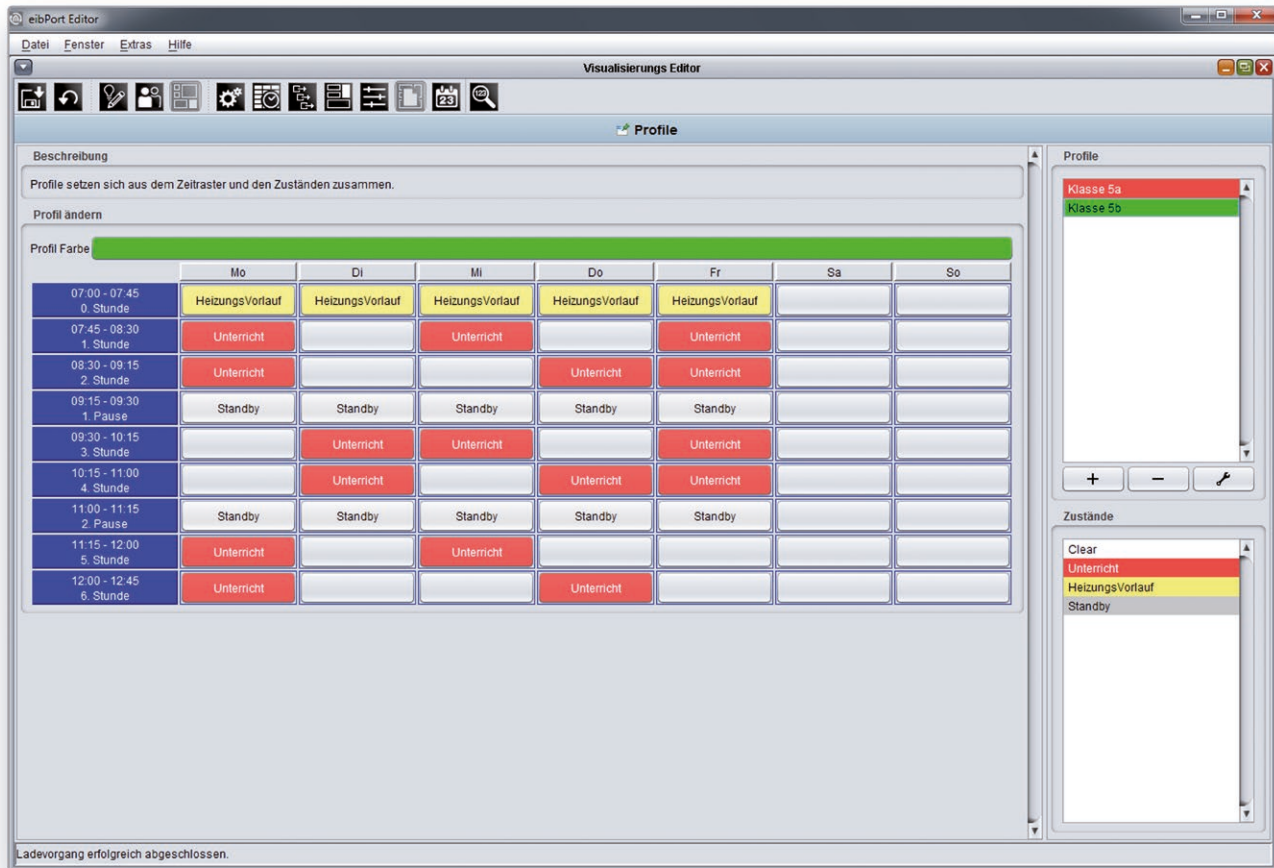 eibPort Editor
Datei Fenster Extras Hilfe
Visualisierungs Editor
23
123
Profile
Beschreibung
Profile setzen sich aus dem Zeitraster und den Zuständen zusammen.
Profil ändern
Profil Farbe
Mo Di Mi Do Fr Sa So
07:00 - 07:45
0. Stunde
HeizungsVorlauf HeizungsVorlauf HeizungsVorlauf HeizungsVorlauf HeizungsVorlauf
07:45 - 08:30
1. Stunde
Unterricht Unterricht Unterricht
08:30 - 09:15
2. Stunde
Unterricht Unterricht Unterricht
09:15 - 09:30
1. Pause
Standby Standby Standby Standby Standby
09:30 - 10:15
3. Stunde
Unterricht Unterricht Unterricht
10:15 - 11:00
4. Stunde
Unterricht Unterricht Unterricht
11:00 - 11:15
2. Pause
Standby Standby Standby Standby Standby
11:15 - 12:00
5. Stunde
Unterricht Unterricht
12:00 - 12:45
6. Stunde
Unterricht Unterricht
Profile
Klasse 5a
Klasse 5b
Zustände
Clear
Unterricht
HeizungsVorlauf
Standby
Ladevorgang erfolgreich abgeschlossen.